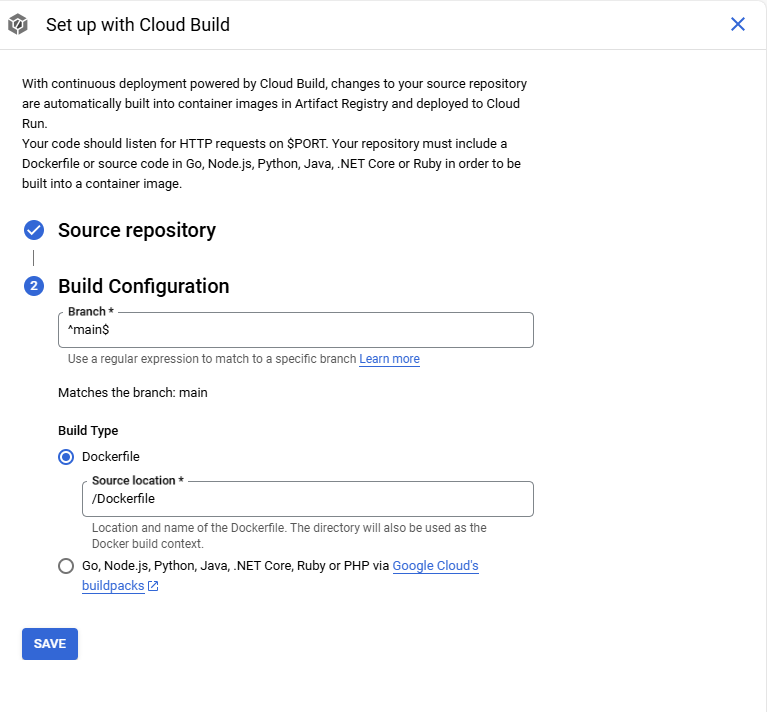 Set up with Cloud Build
With continuous deployment powered by Cloud Build, changes to your source repository
are automatically built into container images in Artifact Registry and deployed to Cloud
Run.
Your code should listen for HTTP requests on $PORT. Your repository must include a
Dockerfile or source code in Go, Node.js, Python, Java, .NET Core or Ruby in order to be
built into a container image.
Source repository
2 Build Configuration
Branch *
^main$
Use a regular expression to match to a specific branch Learn more
Matches the branch: main
Build Type
Dockerfile
Source location *
/Dockerfile
Location and name of the Dockerfile. The directory will also be used as the
Docker build context.
Go, Node.js, Python, Java, .NET Core, Ruby or PHP via Google Cloud's
buildpacks
SAVE